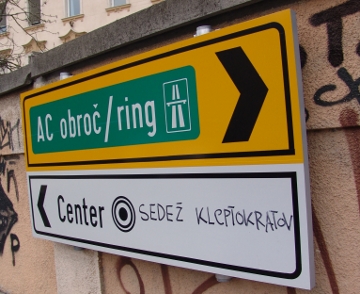 AC obroč/ring
Center SEDEŽ KLEPTOKRATOV